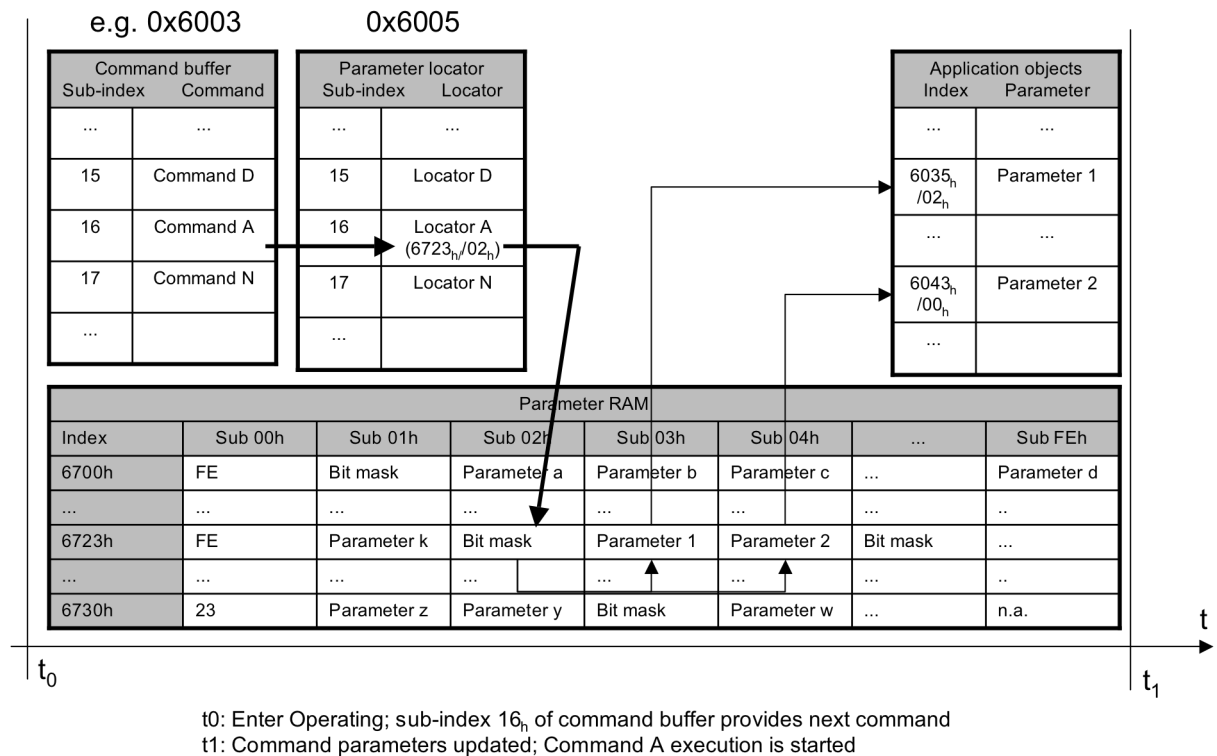 e.g. 0x6003 0x6005
Command buffer Parameter locator Application objects
Sub-index Command Sub-index Locator Index Parameter
... ... ... ... ... ...
15 Command D 15 Locator D 6035h Parameter 1
/02h
16 Command A 16 Locator A ... ...
(6723h/02h)
17 Command N 17 Locator N 6043h Parameter 2
/00h
... ... ...
Parameter RAM
Index Sub 00h Sub 01h Sub 02h Sub 03h Sub 04h ... Sub FEh
6700h FE Bit mask Parameter a Parameter b Parameter c ... Parameter d
... ... ... ... ... ... ... ..
6723h FE Parameter k Bit mask Parameter 1 Parameter 2 Bit mask ...
... ... ... ... ... ... ... ..
6730h 23 Parameter z Parameter y Bit mask Parameter w ... n.a.
t
t0 t1
t0: Enter Operating; sub-index 16h of command buffer provides next command
t1: Command parameters updated; Command A execution is started